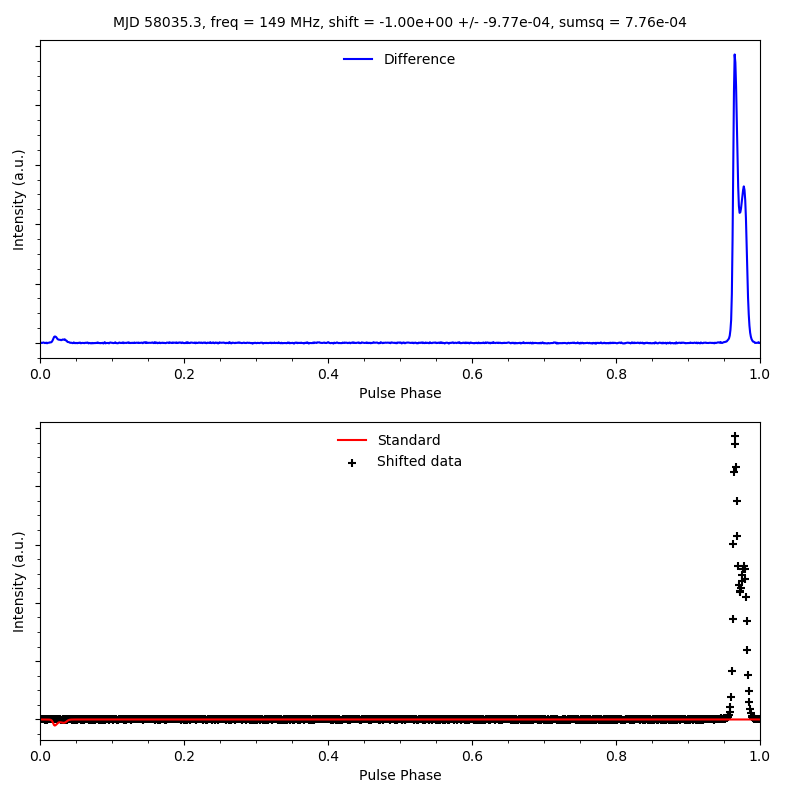 MJD 58035.3, freq = 149 MHz, shift = -1.00e+00 +/- -9.77e-04, sumsq = 7.76e-04
Difference
Intensity (a.u.)
0.0 0.2 0.4 0.6 0.8 1.0
Pulse Phase
Standard
Shifted data
Intensity (a.u.)
0.0 0.2 0.4 0.6 0.8 1.0
Pulse Phase